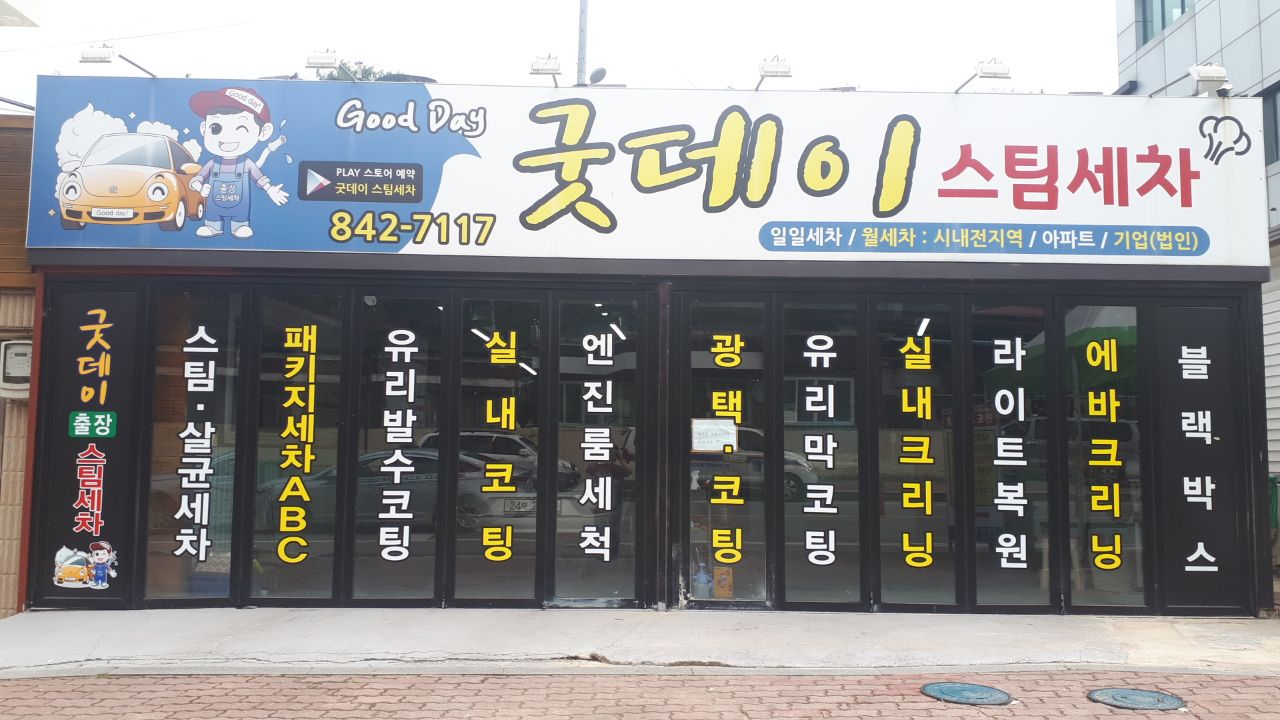 Good day!
Good day!
출장
스팀세차
Good Day
PLAY 스토어 예약
굿데이 스팀세차
842-7117
굿데이 스팀세차
일일세차 / 월세차 : 시내전지역 / 아파트 / 기업(법인)
굿데이 출장 스팀세차
스팀·살균세차
패키지세차ABC
유리발수코팅
실내코팅
엔진룸세척
광택·코팅
유리막코팅
실내크리닝
라이트복원
에바크리닝
블랙박스